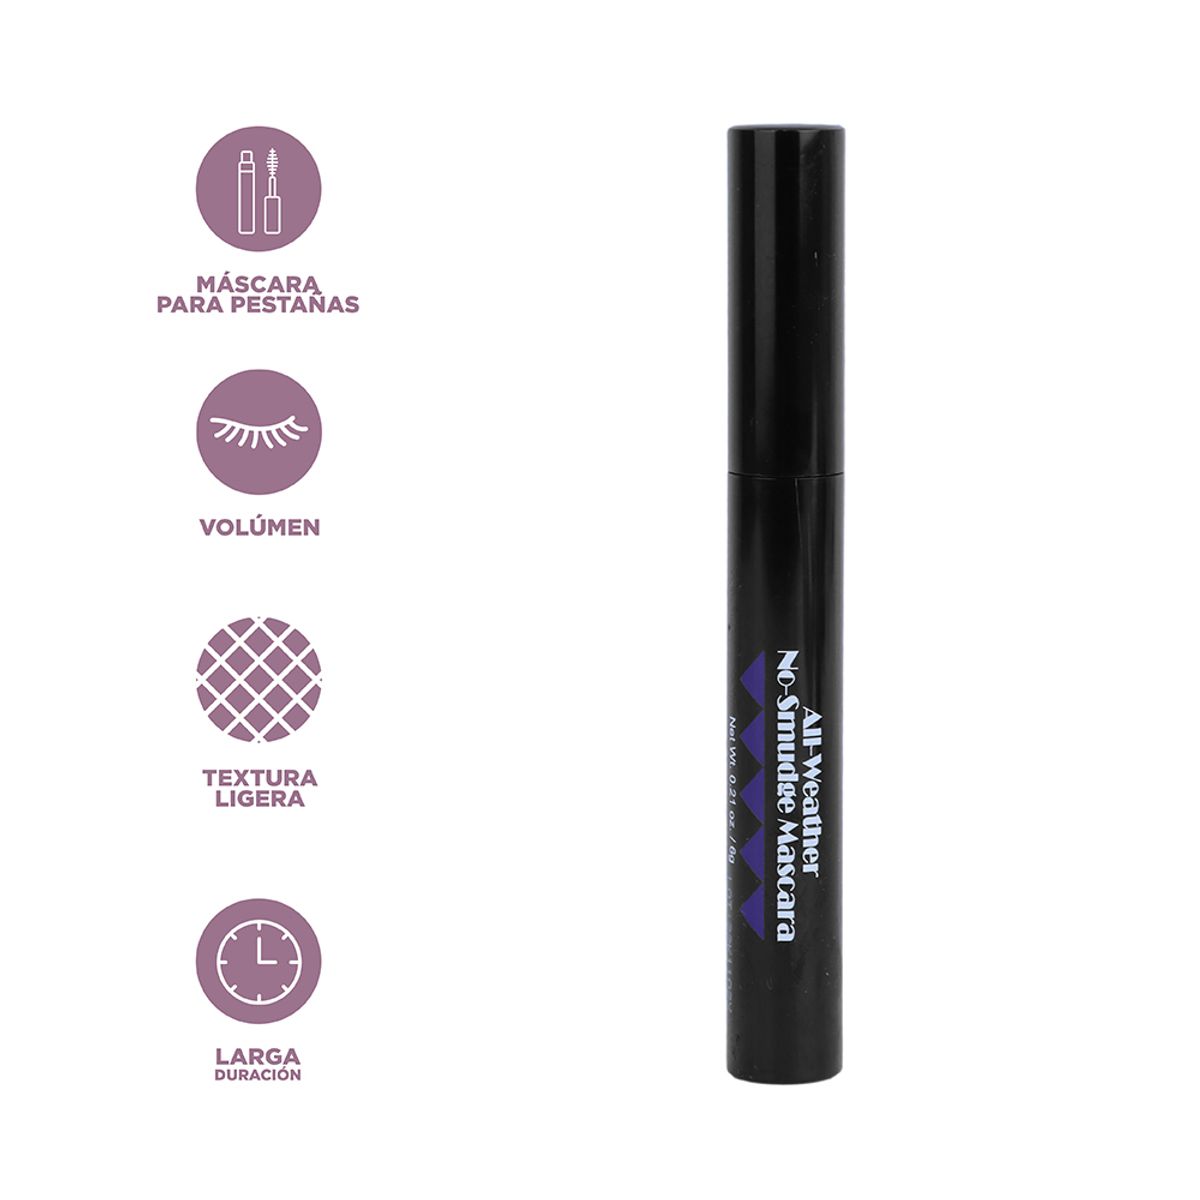 MÁSCARA
PARA PESTAÑAS
VOLÚMEN
TEXTURA
LIGERA
LARGA
DURACIÓN
All-Weather
No-Smudge Mascara
Net Wt. 0.21 oz. / 6g